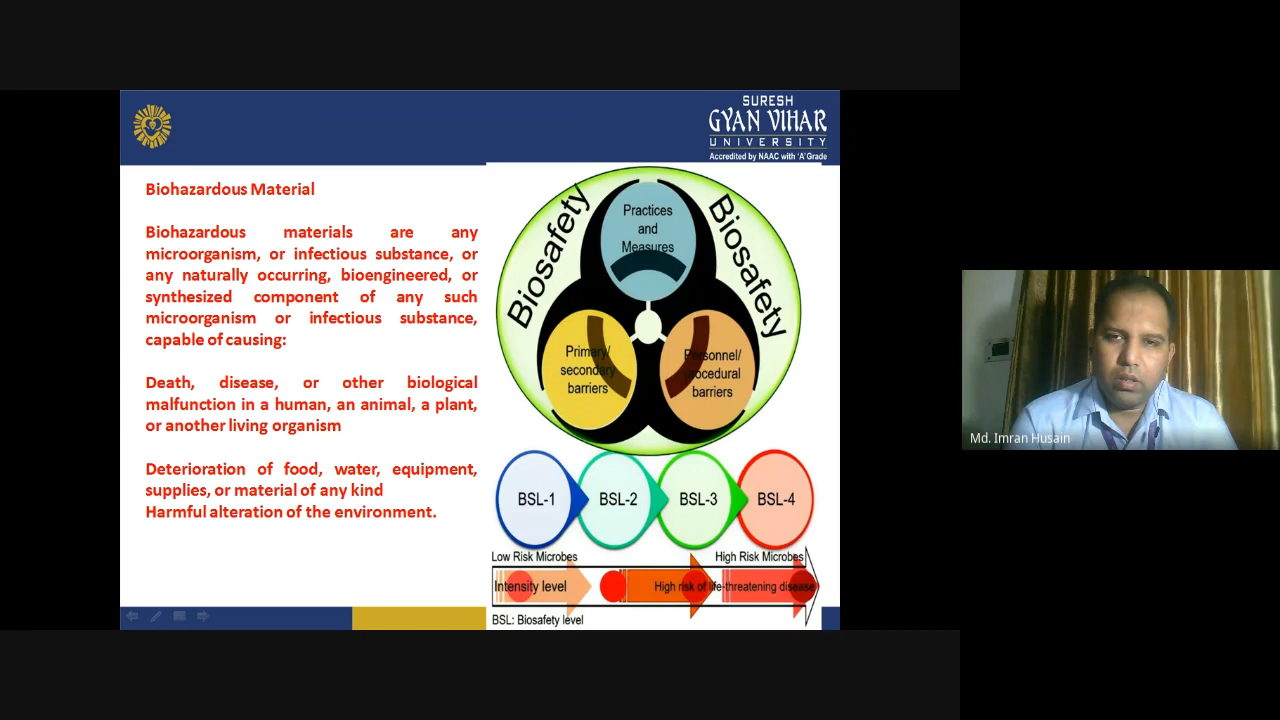 SURESH
GYAN VIHAR
UNIVERSITY
Accredited by NAAC with 'A' Grade
Biohazardous Material
Biohazardous materials are any
microorganism, or infectious substance, or
any naturally occurring, bioengineered, or
synthesized component of any such
microorganism or infectious substance,
capable of causing:
Death, disease, or other biological
malfunction in a human, an animal, a plant,
or another living organism
Deterioration of food, water, equipment,
supplies, or material of any kind
Harmful alteration of the environment.
Biosafety
Biosafety
Practices
and
Measures
Primary/
secondary
barriers
Personnel/
procedural
barriers
BSL-1
BSL-2
BSL-3
BSL-4
Low Risk Microbes
High Risk Microbes
Intensity level
High risk of life-threatening disease
BSL: Biosafety level
Md. Imran Husain